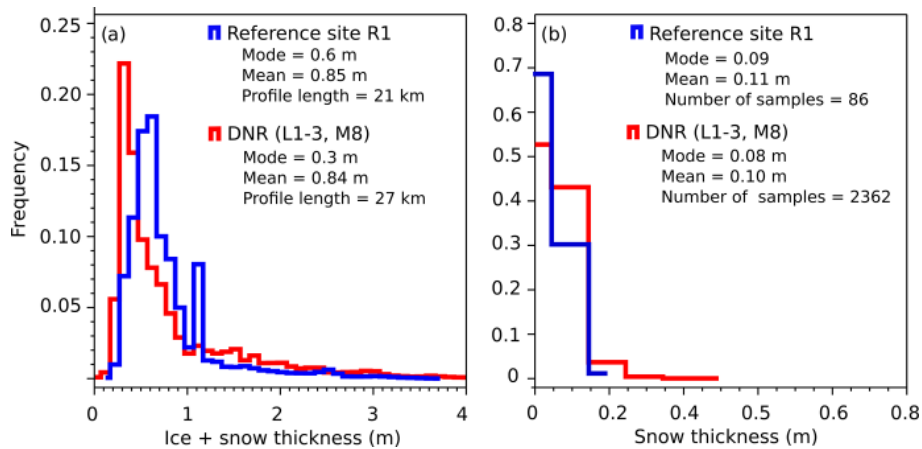 (a)
Reference site R1
Mode = 0.6 m
Mean = 0.85 m
Profile length = 21 km
DNR (L1-3, M8)
Mode = 0.3 m
Mean = 0.84 m
Profile length = 27 km
Frequency
0.25
0.20
0.15
0.10
0.05
0 1 2 3 4
Ice + snow thickness (m)
(b)
Reference site R1
Mode = 0.09
Mean = 0.11 m
Number of samples = 86
DNR (L1-3, M8)
Mode = 0.08 m
Mean = 0.10 m
Number of samples = 2362
0.8
0.7
0.6
0.5
0.4
0.3
0.2
0.1
0
0 0.2 0.4 0.6 0.8
Snow thickness (m)